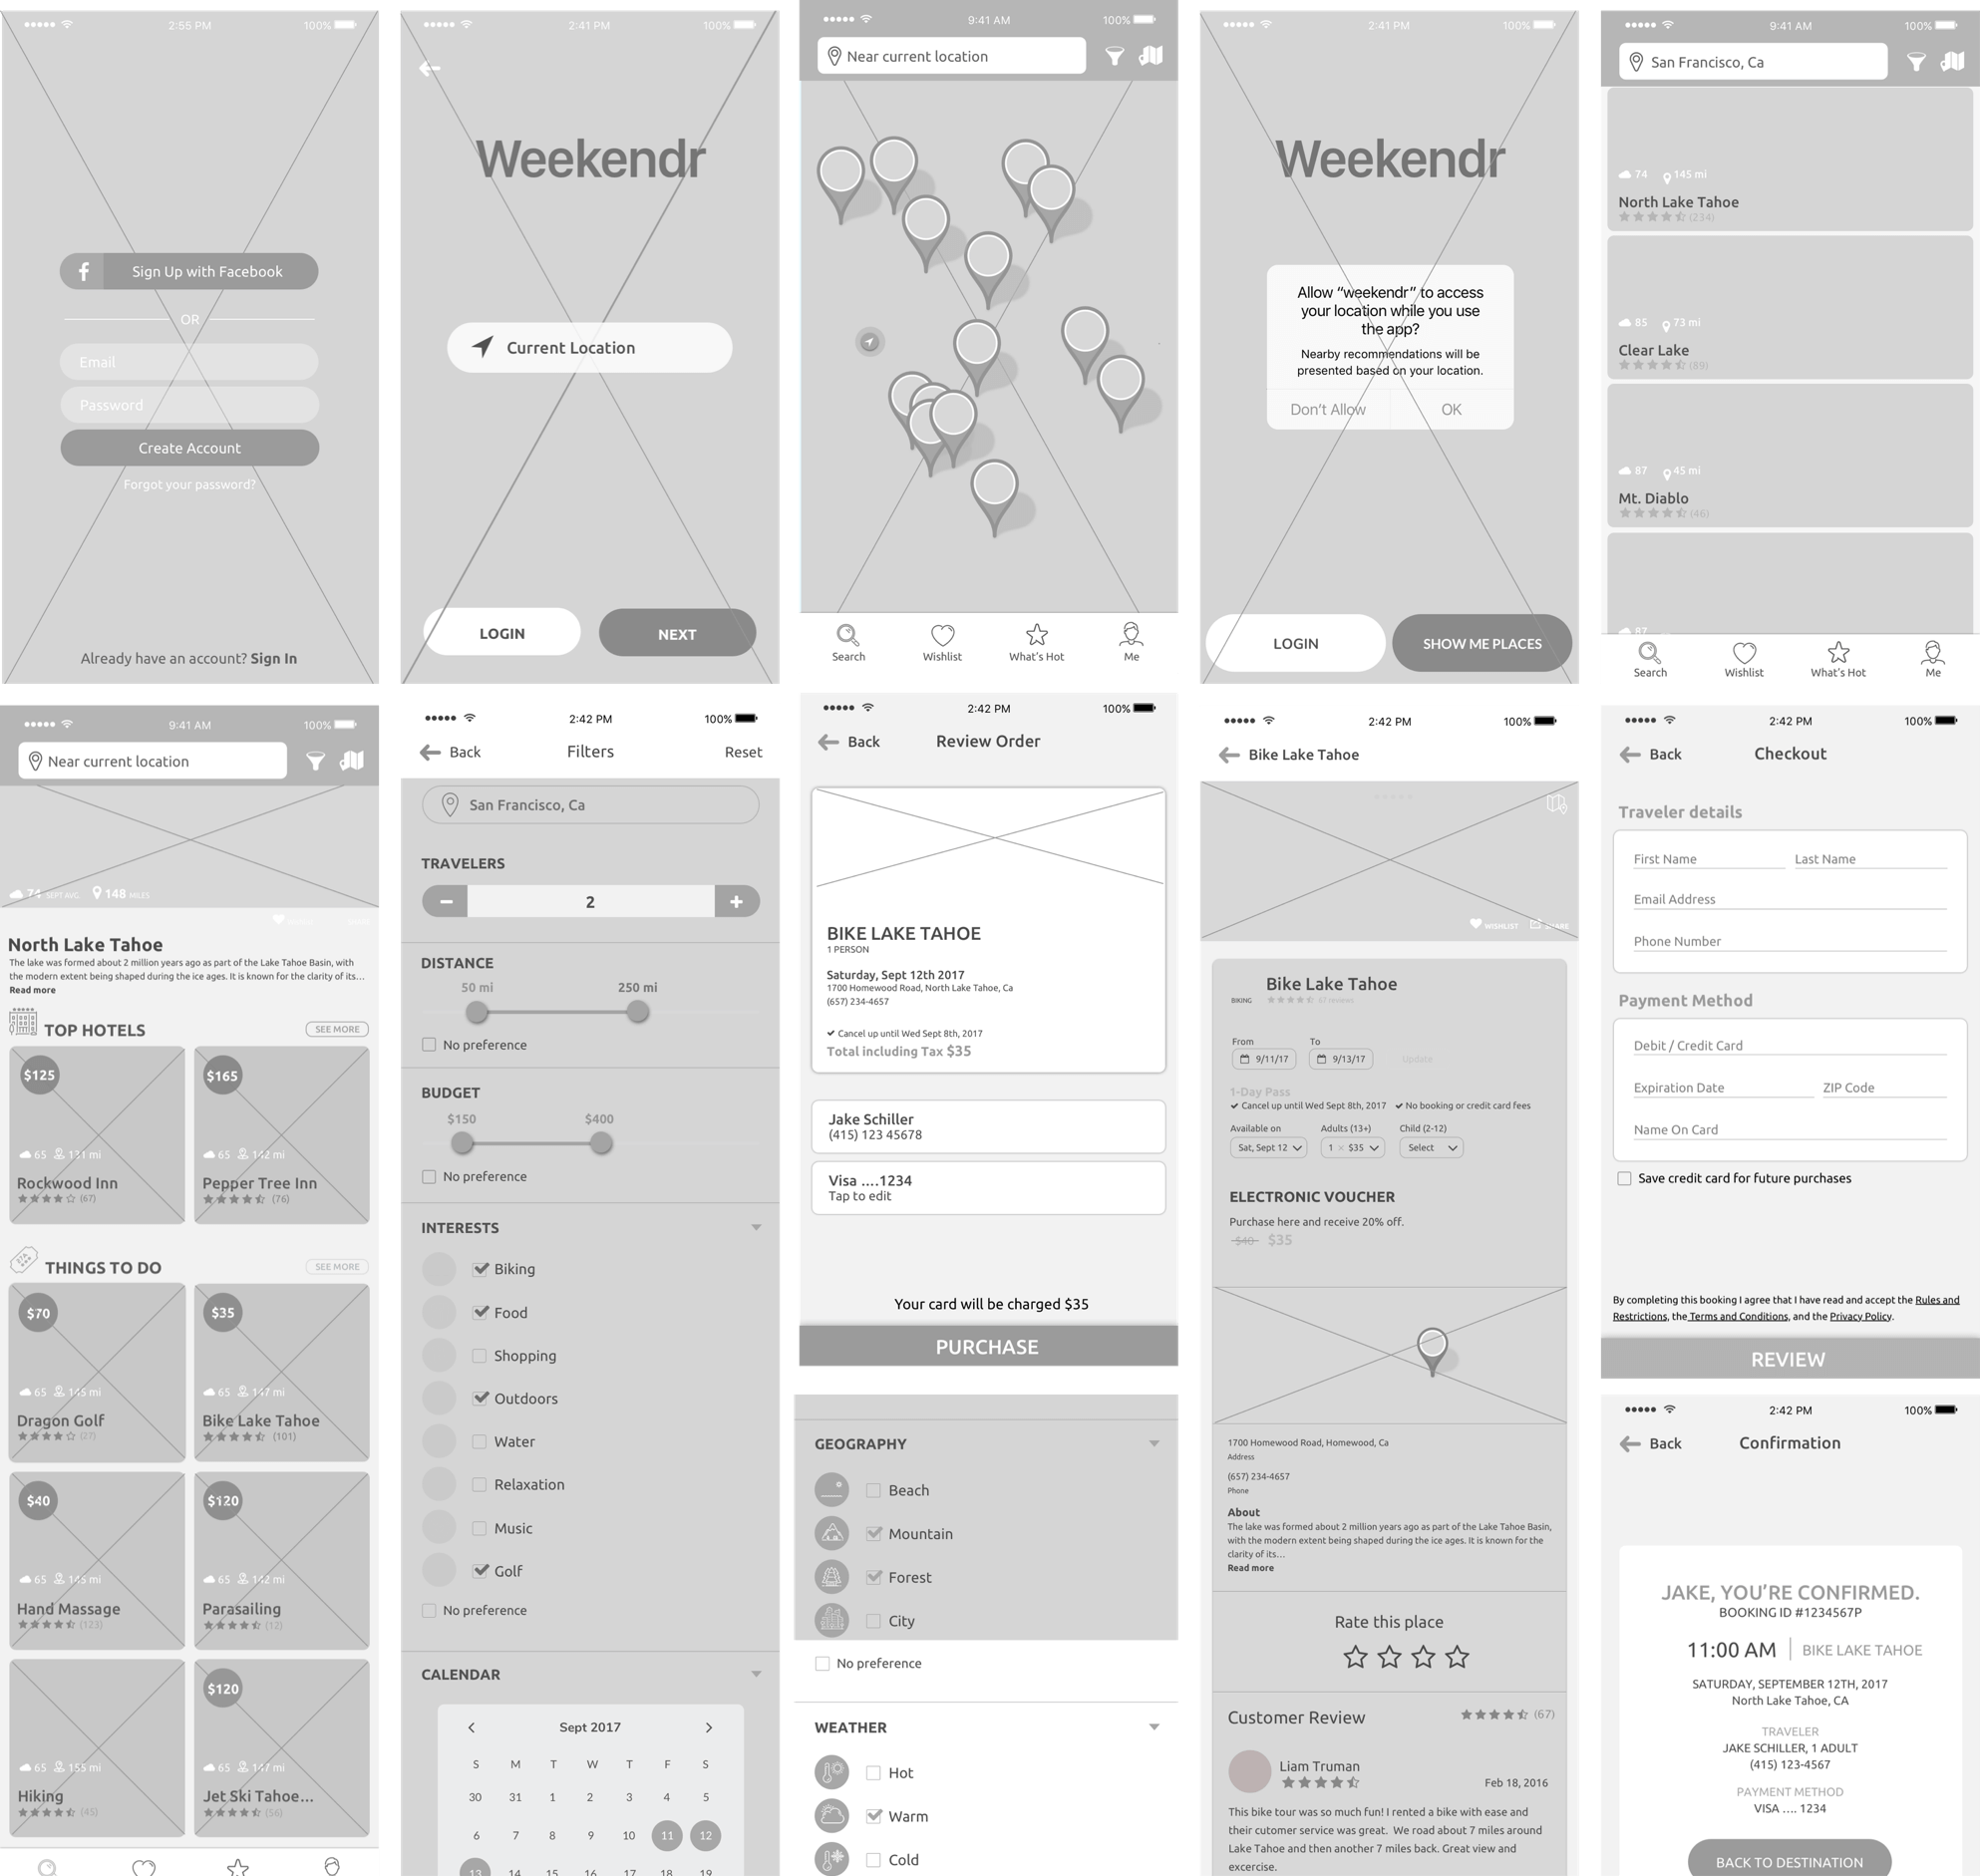 2:55 PM
100%
Sign Up with Facebook
OR
Email
Password
Create Account
Forgot your password?
Already have an account? Sign In
2:41 PM
100%
Weekendr
Current Location
LOGIN
NEXT
9:41 AM
100%
Near current location
Search
Wishlist
What's Hot
Me
2:41 PM
100%
Weekendr
Allow “weekendr” to access
your location while you use
the app?
Nearby recommendations will be
presented based on your location.
Don't Allow
OK
LOGIN
SHOW ME PLACES
9:41 AM
100%
San Francisco, Ca
74 145 mi
North Lake Tahoe
(234)
85 73 mi
Clear Lake
(89)
87 45 mi
Mt. Diablo
(46)
87
Search
Wishlist
What's Hot
Me
9:41 AM
100%
Near current location
74 SEPT AVG. 148 MILES
North Lake Tahoe
The lake was formed about 2 million years ago as part of the Lake Tahoe Basin, with
the modern extent being shaped during the ice ages. It is known for the clarity of its...
Read more
TOP HOTELS
SEE MORE
$125
65 131 mi
Rockwood Inn
(67)
$165
65 142 mi
Pepper Tree Inn
(76)
THINGS TO DO
SEE MORE
$70
65 145 mi
Dragon Golf
(27)
$35
65 147 mi
Bike Lake Tahoe
(101)
$40
65 145 mi
Hand Massage
(123)
$120
65 142 mi
Parasailing
(12)
65 155 mi
Hiking
(45)
$120
65 147 mi
Jet Ski Tahoe...
(56)
2:42 PM
100%
Back
Filters
Reset
San Francisco, Ca
TRAVELERS
2
DISTANCE
50 mi
250 mi
No preference
BUDGET
$150
$400
No preference
INTERESTS
Biking
Food
Shopping
Outdoors
Water
Relaxation
Music
Golf
No preference
CALENDAR
Sept 2017
S M T W T F S
30 31 1 2 3 4 5
6 7 8 9 10 11 12
13 14 15 16 17 18 19
2:42 PM
100%
Back
Review Order
BIKE LAKE TAHOE
1 PERSON
Saturday, Sept 12th 2017
1700 Homewood Road, North Lake Tahoe, Ca
(657) 234-4657
Cancel up until Wed Sept 8th, 2017
Total including Tax $35
Jake Schiller
(415) 123 45678
Visa ....1234
Tap to edit
Your card will be charged $35
PURCHASE
GEOGRAPHY
Beach
Mountain
Forest
City
No preference
WEATHER
Hot
Warm
Cold
2:42 PM
100%
Bike Lake Tahoe
WISHLIST
SHARE
Bike Lake Tahoe
BIKING
67 reviews
From
To
9/11/17
9/13/17
Update
1-Day Pass
Cancel up until Wed Sept 8th, 2017 No booking or credit card fees
Available on
Adults (13+)
Child (2-12)
Sat, Sept 12
1 × $35
Select
ELECTRONIC VOUCHER
Purchase here and receive 20% off.
$40 $35
1700 Homewood Road, Homewood, Ca
Address
(657) 234-4657
Phone
About
The lake was formed about 2 million years ago as part of the Lake Tahoe Basin,
with the modern extent being shaped during the ice ages. It is known for the
clarity of its...
Read more
Rate this place
Customer Review
(67)
Liam Truman
Feb 18, 2016
This bike tour was so much fun! I rented a bike with ease and
their cutomer service was great. We road about 7 miles around
Lake Tahoe and then another 7 miles back. Great view and
excercise.
2:42 PM
100%
Back
Checkout
Traveler details
First Name
Last Name
Email Address
Phone Number
Payment Method
Debit / Credit Card
Expiration Date
ZIP Code
Name On Card
Save credit card for future purchases
By completing this booking I agree that I have read and accept the Rules and
Restrictions, the Terms and Conditions, and the Privacy Policy.
REVIEW
2:42 PM
100%
Back
Confirmation
JAKE, YOU'RE CONFIRMED.
BOOKING ID #1234567P
11:00 AM
BIKE LAKE TAHOE
SATURDAY, SEPTEMBER 12TH, 2017
North Lake Tahoe, CA
TRAVELER
JAKE SCHILLER, 1 ADULT
(415) 123-4567
PAYMENT METHOD
VISA .... 1234
BACK TO DESTINATION